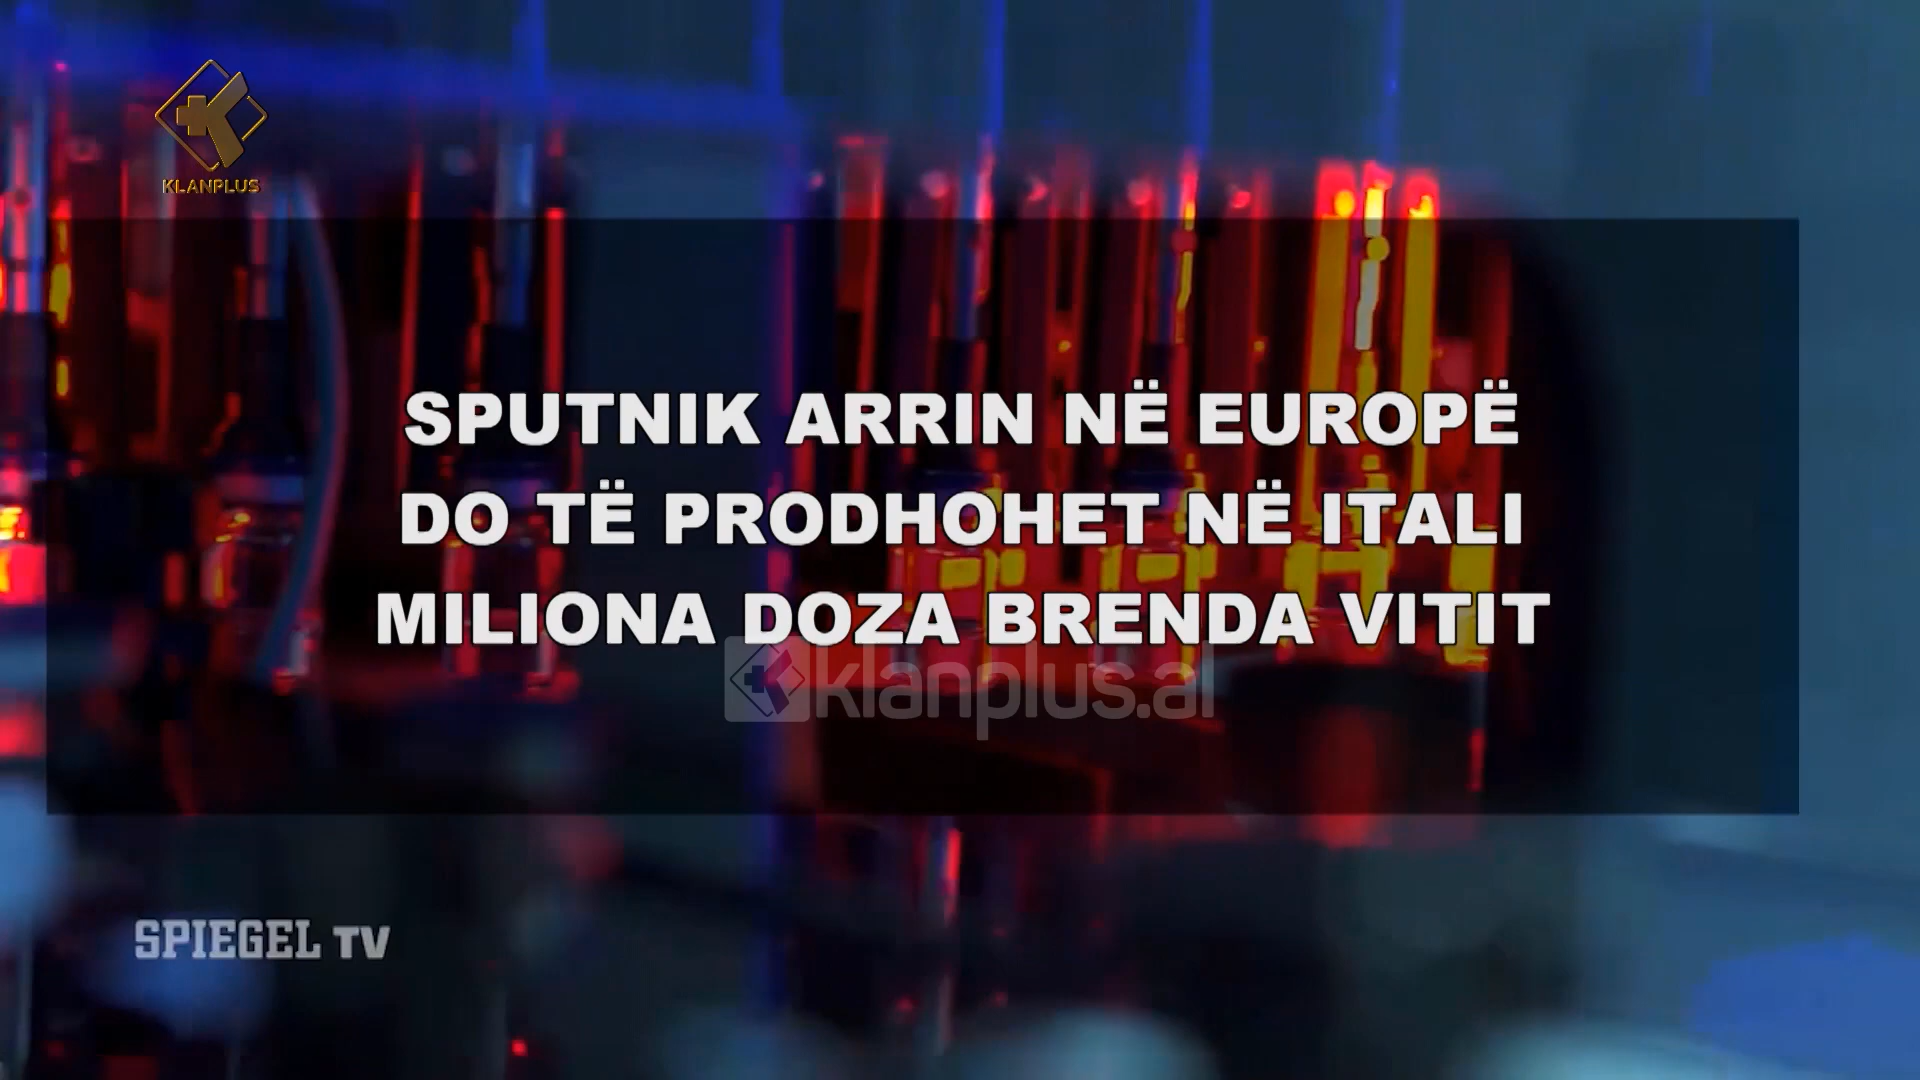 KLANPLUS
SPUTNIK ARRIN NË EUROPË
DO TË PRODHOHET NË ITALI
MILIONA DOZA BRENDA VITIT
klanplus.al
SPIEGEL TV